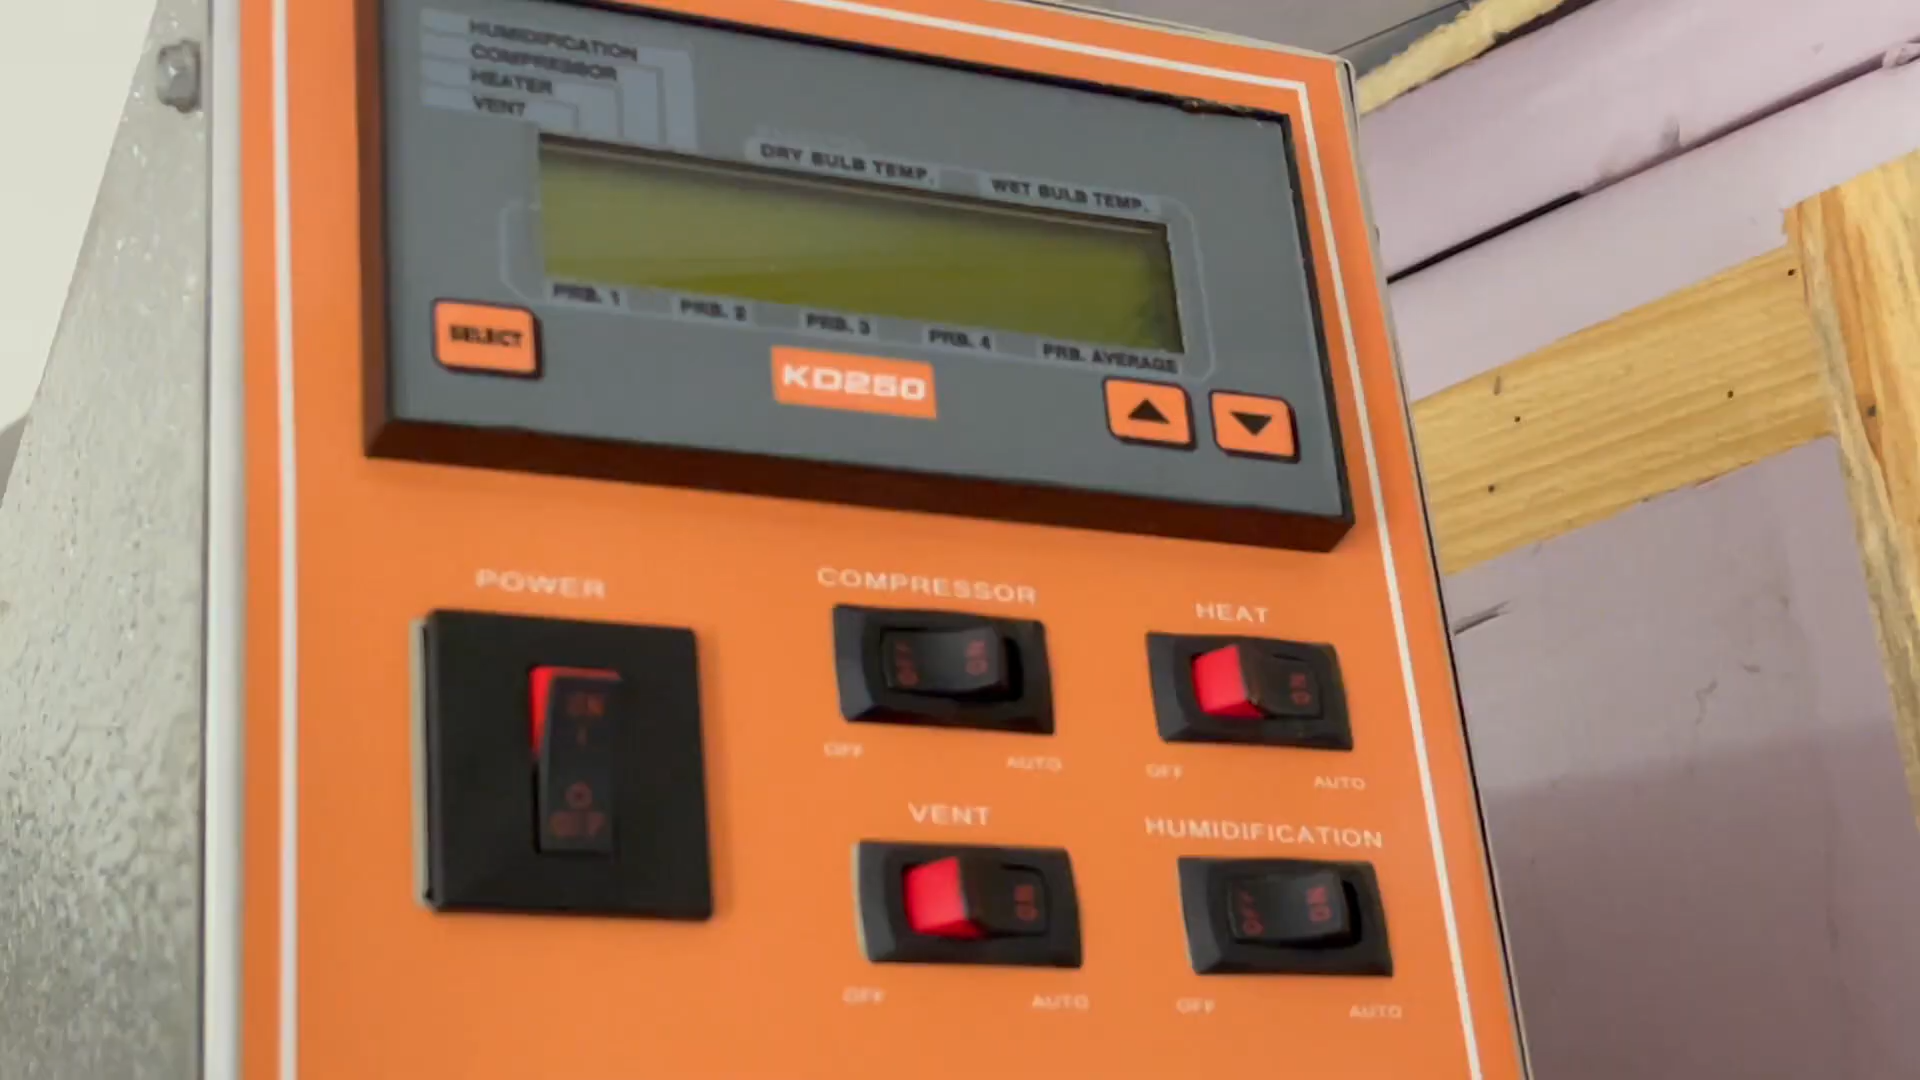 HUMIDIFICATION
COMPRESSOR
HEATER
VENT
DRY BULB TEMP. WET BULB TEMP.
PRB. 1 PRB. 2 PRB. 3 PRB. 4 PRB. AVERAGE
SELECT
KD250
POWER
ON
I
O
OFF
COMPRESSOR
OFF ON
OFF AUTO
HEAT
ON
OFF AUTO
VENT
ON
OFF AUTO
HUMIDIFICATION
OFF ON
OFF AUTO